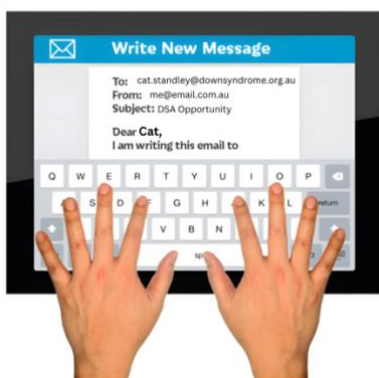 Write New Message
To: cat.standley@downsyndrome.org.au
From: me@email.com.au
Subject: DSA Opportunity
Dear Cat,
I am writing this email to
Q W E R T Y U I O P
A S D F G H K L return
V B N
sp